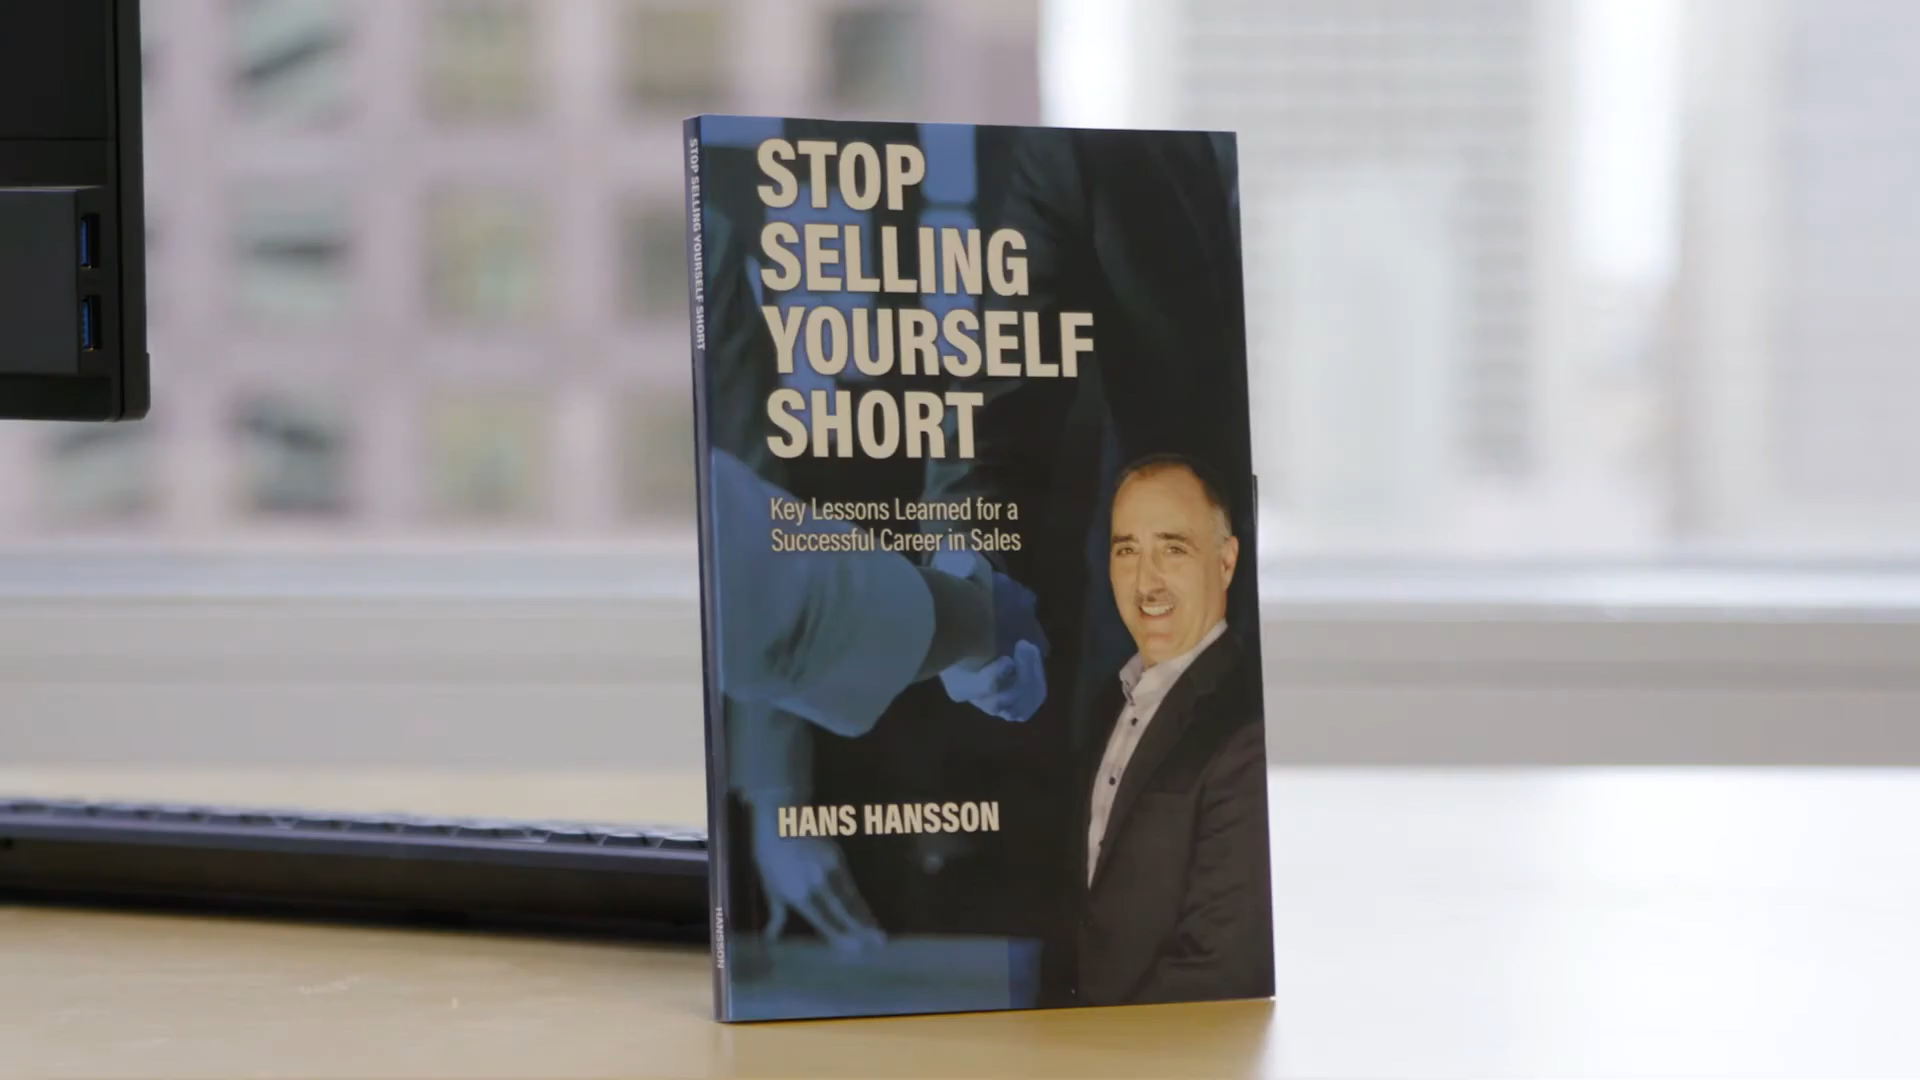 STOP SELLING YOURSELF SHORT
HANSSON
STOP
SELLING
YOURSELF
SHORT
Key Lessons Learned for a
Successful Career in Sales
HANS HANSSON